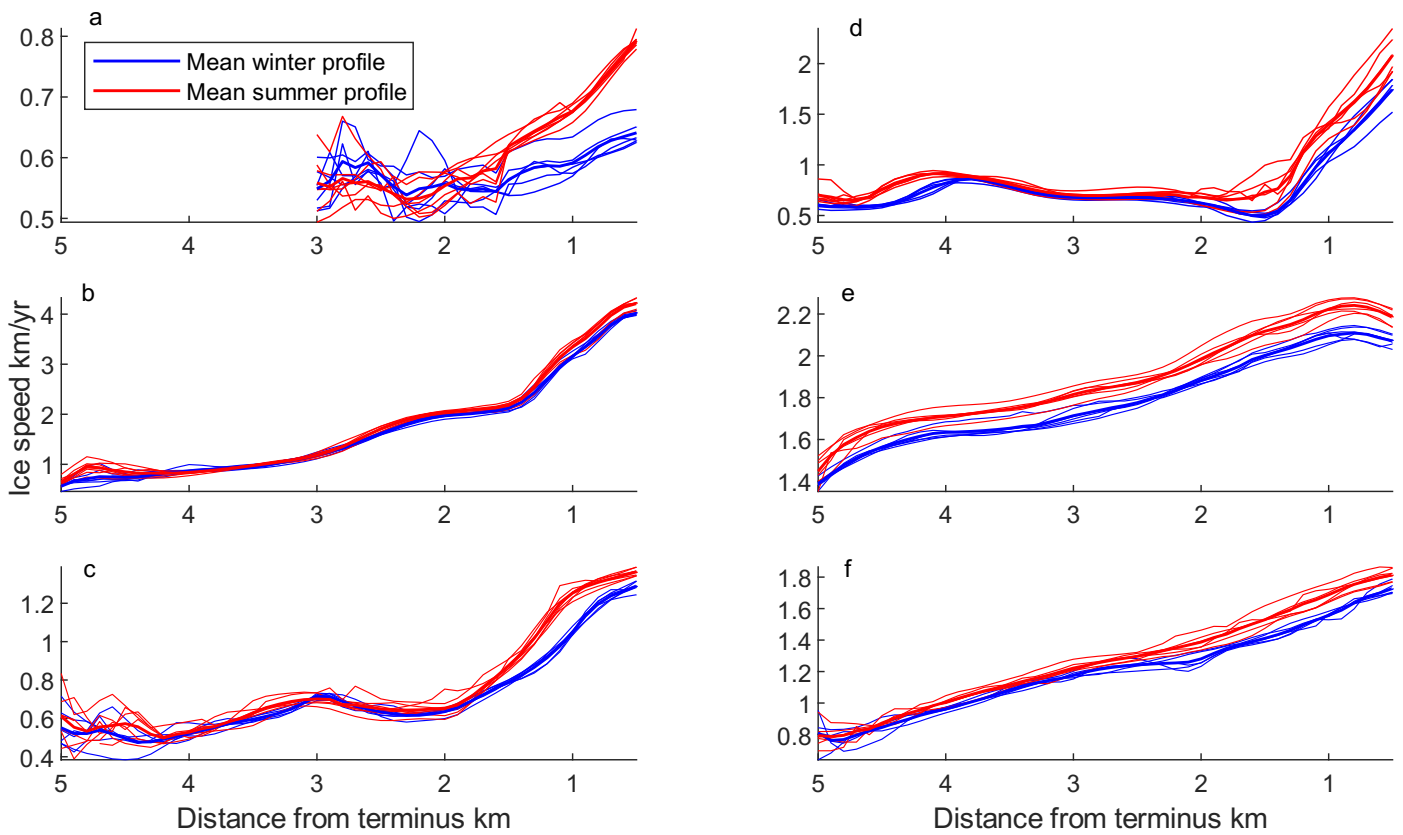 a
0.8
0.7
0.6
0.5
Mean winter profile
Mean summer profile
5 4 3 2 1
d
2
1.5
1
0.5
5 4 3 2 1
b
4
3
2
1
5 4 3 2 1
Ice speed km/yr
e
2.2
2
1.8
1.6
1.4
5 4 3 2 1
c
1.2
1
0.8
0.6
0.4
5 4 3 2 1
Distance from terminus km
f
1.8
1.6
1.4
1.2
1
0.8
5 4 3 2 1
Distance from terminus km